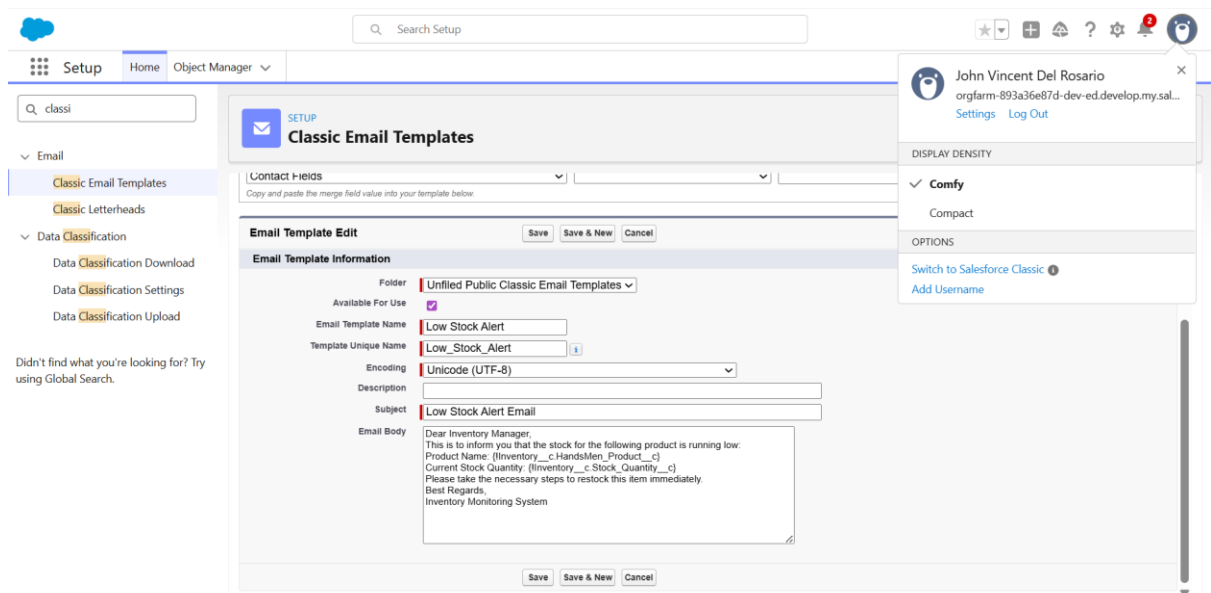 Search Setup
2
Setup
Home
Object Manager
classi
Email
Classic Email Templates
Classic Letterheads
Data Classification
Data Classification Download
Data Classification Settings
Data Classification Upload
Didn't find what you're looking for? Try
using Global Search.
SETUP
Classic Email Templates
Contact Fields
Copy and paste the merge field value into your template below.
Email Template Edit
Save
Save & New
Cancel
Email Template Information
Folder
Unfiled Public Classic Email Templates
Available For Use
Email Template Name
Low Stock Alert
Template Unique Name
Low_Stock_Alert
i
Encoding
Unicode (UTF-8)
Description
Subject
Low Stock Alert Email
Email Body
Dear Inventory Manager,
This is to inform you that the stock for the following product is running low:
Product Name: {!Inventory__c.HandsMen_Product__c}
Current Stock Quantity: {!Inventory__c.Stock_Quantity__c}
Please take the necessary steps to restock this item immediately.
Best Regards,
Inventory Monitoring System
Save
Save & New
Cancel
John Vincent Del Rosario
orgfarm-893a36e87d-dev-ed.develop.my.sal...
Settings
Log Out
DISPLAY DENSITY
Comfy
Compact
OPTIONS
Switch to Salesforce Classic
Add Username